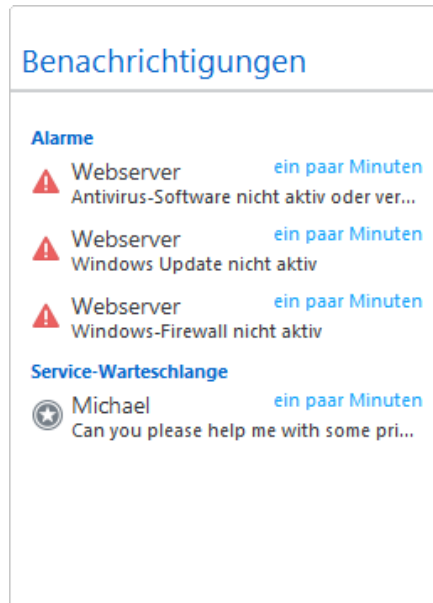 Benachrichtigungen
Alarme
Webserver ein paar Minuten
Antivirus-Software nicht aktiv oder ver...
Webserver ein paar Minuten
Windows Update nicht aktiv
Webserver ein paar Minuten
Windows-Firewall nicht aktiv
Service-Warteschlange
Michael ein paar Minuten
Can you please help me with some pri...